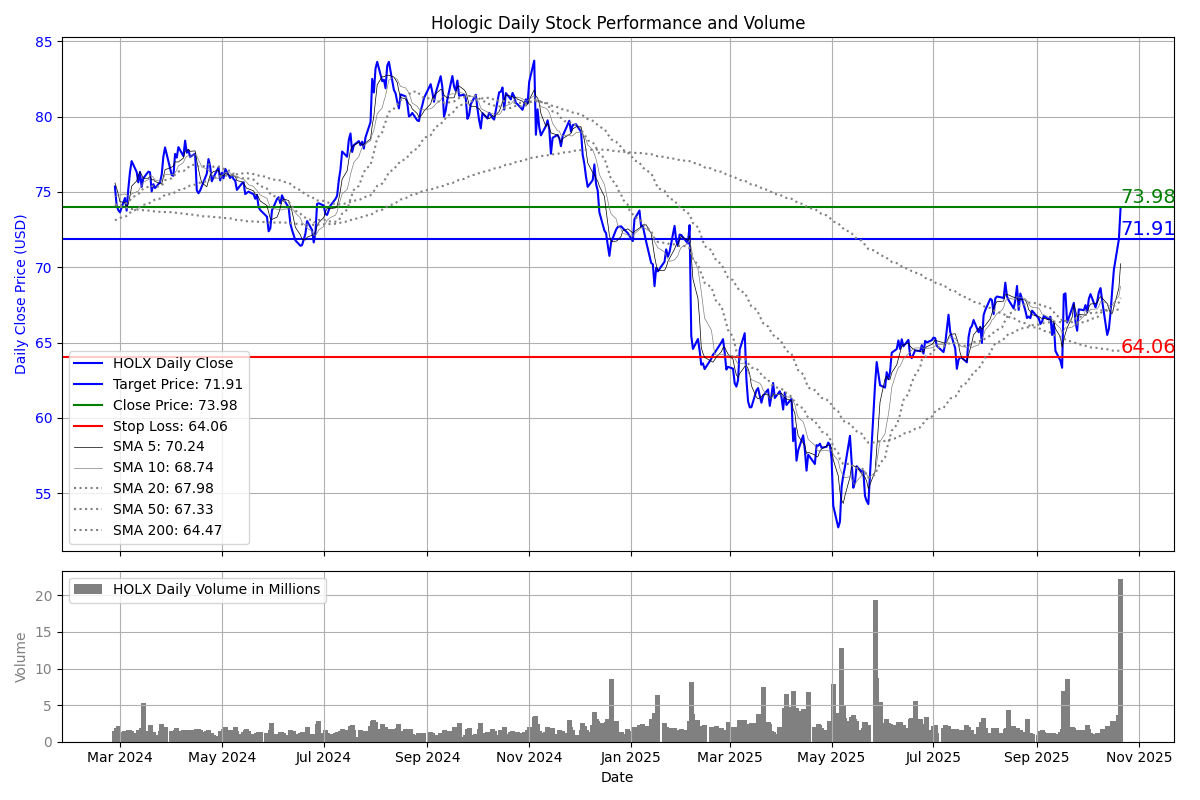 Hologic Daily Stock Performance and Volume
85
80
75
70
65
60
55
Daily Close Price (USD)
73.98
71.91
64.06
HOLX Daily Close
Target Price: 71.91
Close Price: 73.98
Stop Loss: 64.06
SMA 5: 70.24
SMA 10: 68.74
SMA 20: 67.98
SMA 50: 67.33
SMA 200: 64.47
HOLX Daily Volume in Millions
20
15
10
5
0
Volume
Mar 2024 May 2024 Jul 2024 Sep 2024 Nov 2024 Jan 2025 Mar 2025 May 2025 Jul 2025 Sep 2025 Nov 2025
Date